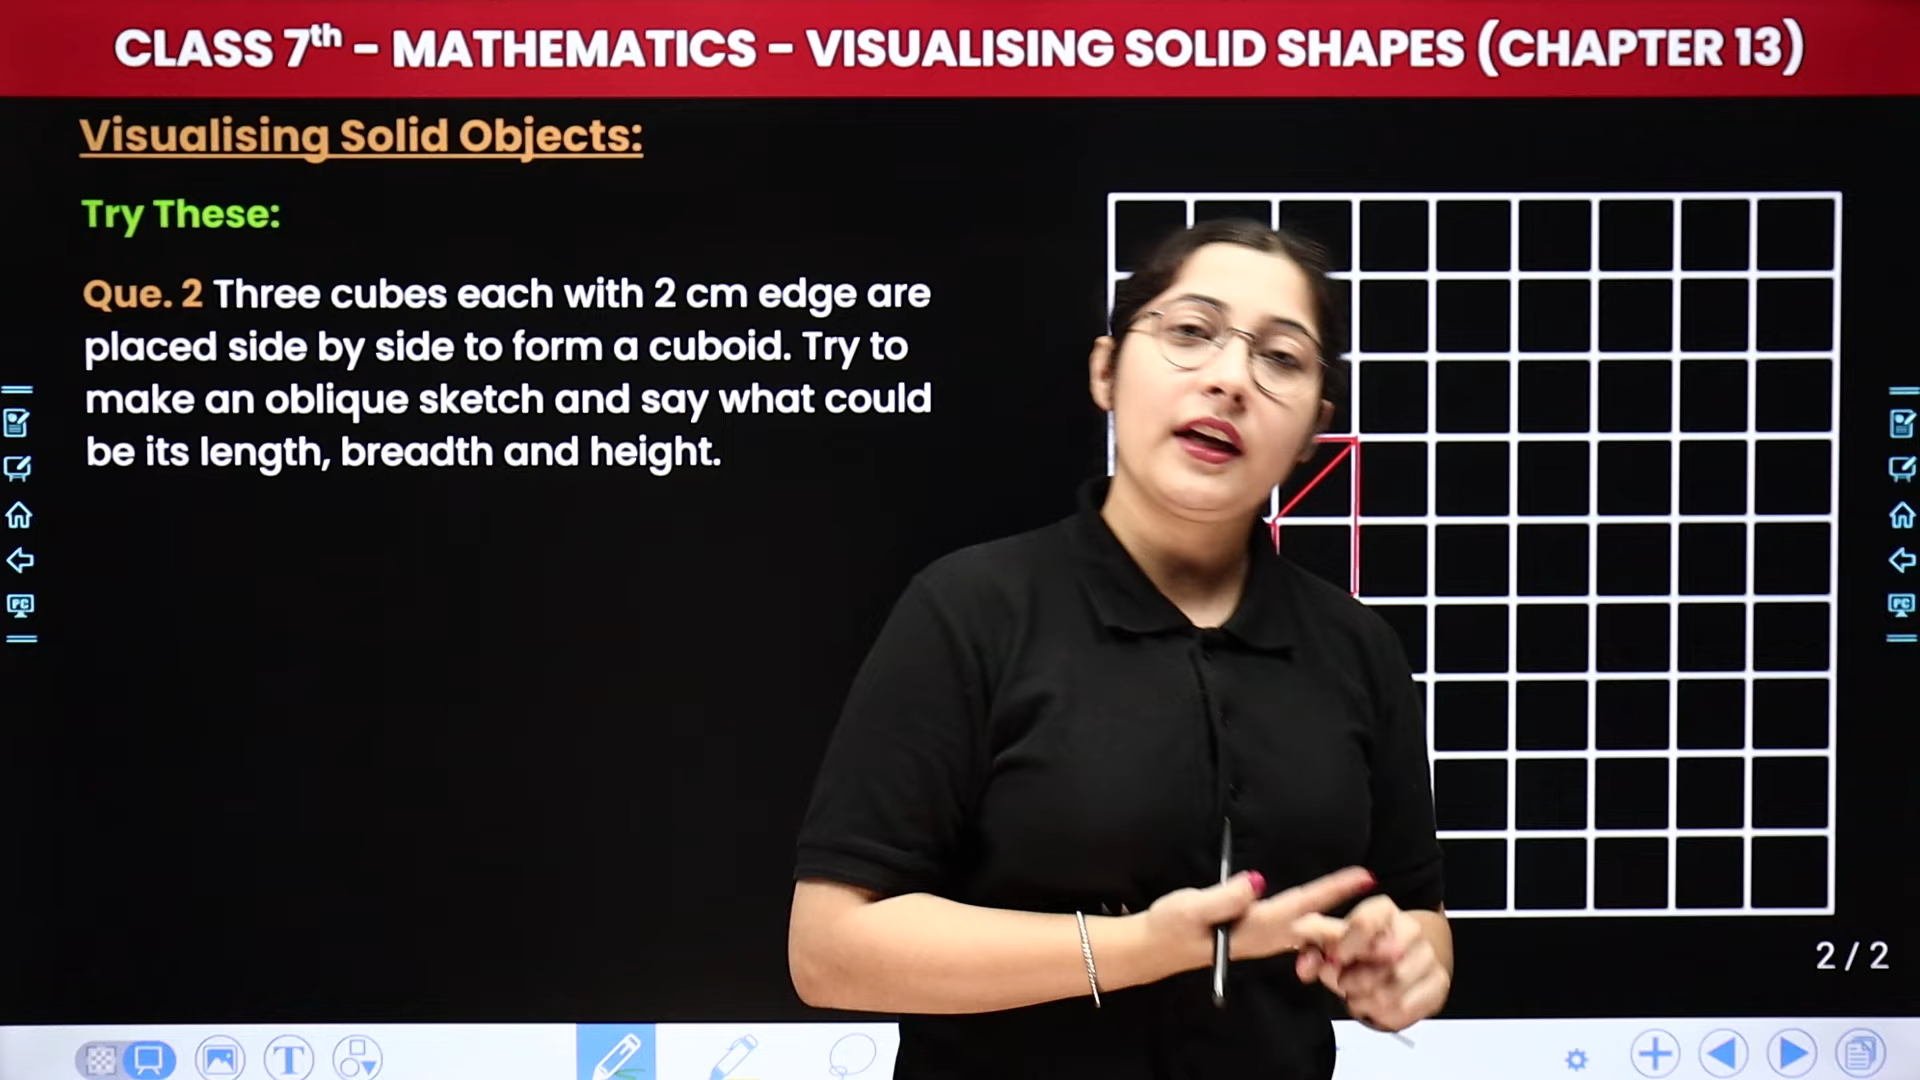 CLASS 7th – MATHEMATICS – VISUALISING SOLID SHAPES (CHAPTER 13)
Visualising Solid Objects:
Try These:
Que. 2 Three cubes each with 2 cm edge are
placed side by side to form a cuboid. Try to
make an oblique sketch and say what could
be its length, breadth and height.
PC
PC
2 / 2
T